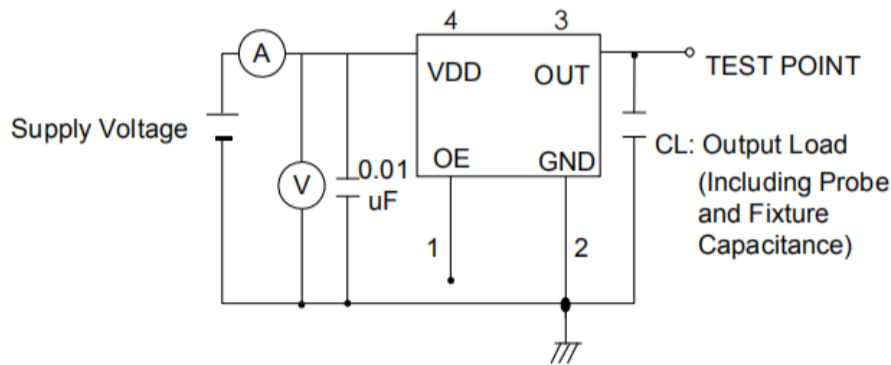 4
3
A
VDD
OUT
TEST POINT
Supply Voltage
V
0.01
uF
OE
GND
CL: Output Load
(Including Probe
and Fixture
Capacitance)
1
2